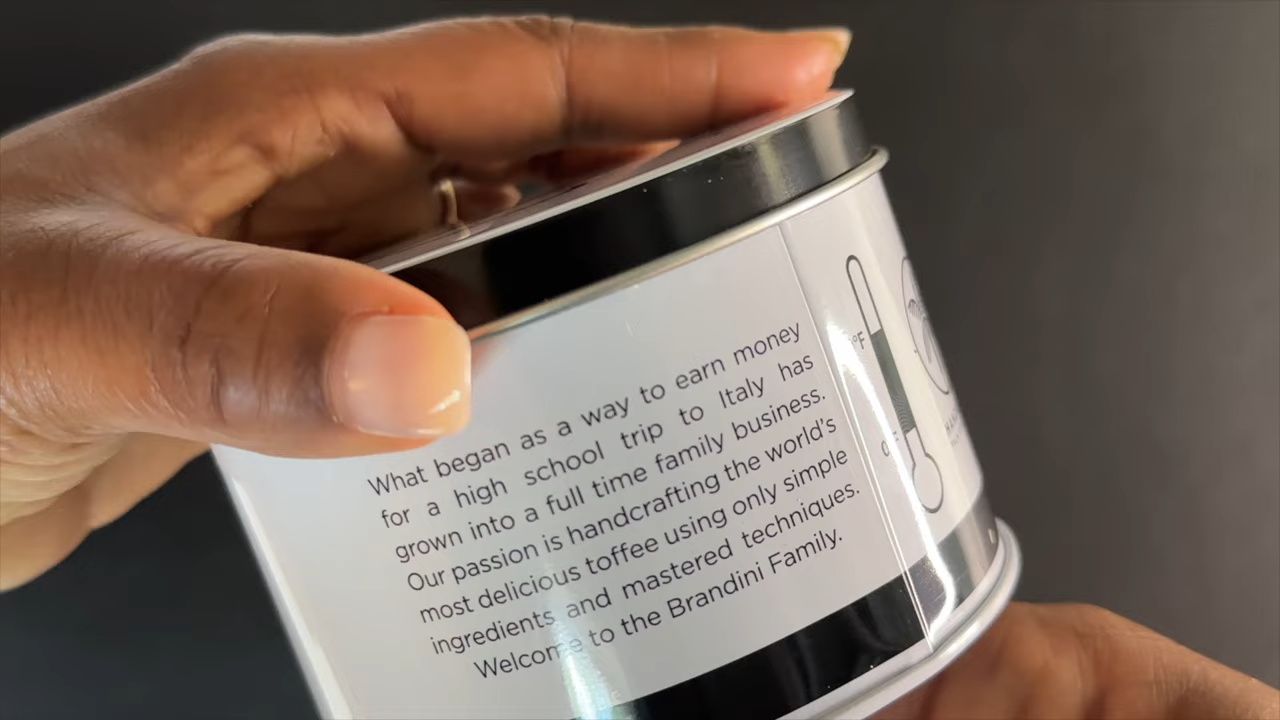 What began as a way to earn money
for a high school trip to Italy has
grown into a full time family business.
Our passion is handcrafting the world's
most delicious toffee using only simple
ingredients and mastered techniques.
Welcome to the Brandini Family.
°F